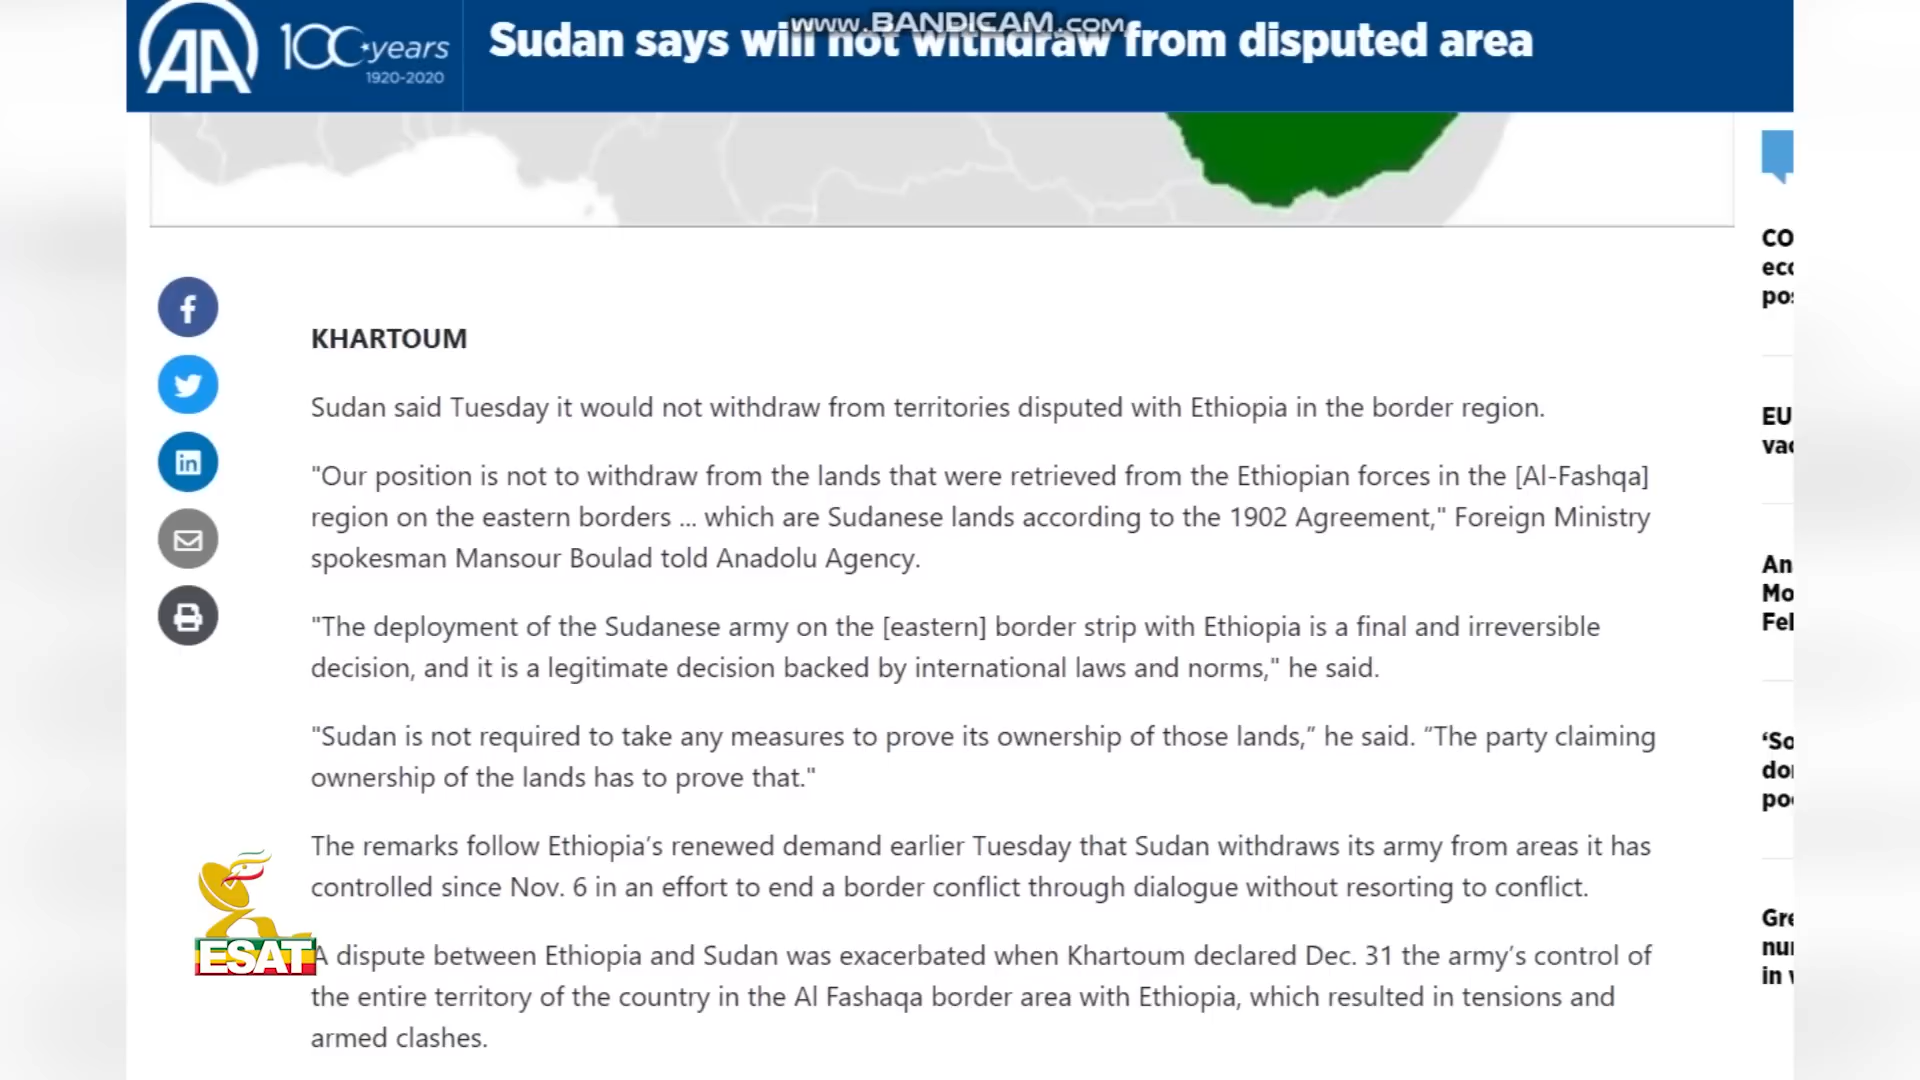 AA
100 years
1920-2020
Sudan says will not withdraw from disputed area
www.BANDICAM.com
KHARTOUM
Sudan said Tuesday it would not withdraw from territories disputed with Ethiopia in the border region.
"Our position is not to withdraw from the lands that were retrieved from the Ethiopian forces in the [Al-Fashqa]
region on the eastern borders ... which are Sudanese lands according to the 1902 Agreement," Foreign Ministry
spokesman Mansour Boulad told Anadolu Agency.
"The deployment of the Sudanese army on the [eastern] border strip with Ethiopia is a final and irreversible
decision, and it is a legitimate decision backed by international laws and norms," he said.
"Sudan is not required to take any measures to prove its ownership of those lands,” he said. “The party claiming
ownership of the lands has to prove that."
The remarks follow Ethiopia’s renewed demand earlier Tuesday that Sudan withdraws its army from areas it has
controlled since Nov. 6 in an effort to end a border conflict through dialogue without resorting to conflict.
A dispute between Ethiopia and Sudan was exacerbated when Khartoum declared Dec. 31 the army’s control of
the entire territory of the country in the Al Fashaqa border area with Ethiopia, which resulted in tensions and
armed clashes.
ESAT
CO
EU
An
Mo
‘So
in